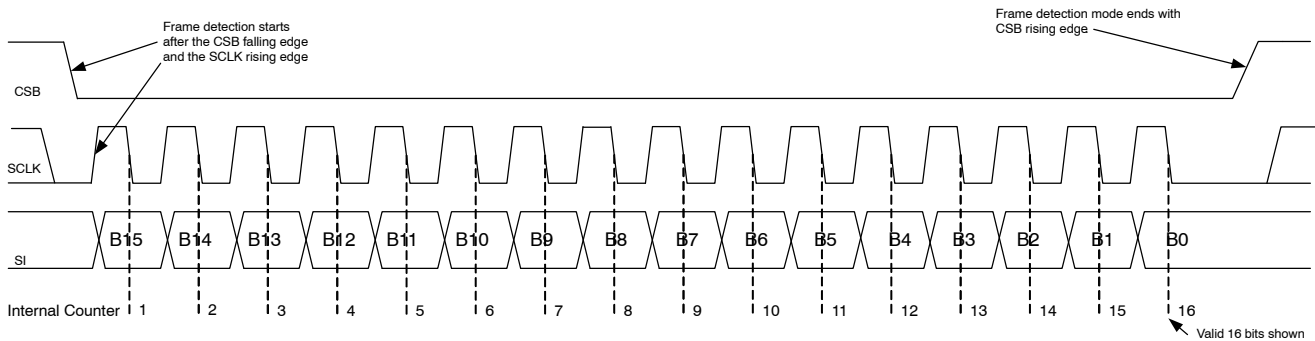 Frame detection starts
after the CSB falling edge
and the SCLK rising edge
Frame detection mode ends with
CSB rising edge
CSB
SCLK
SI
B15 B14 B13 B12 B11 B10 B9 B8 B7 B6 B5 B4 B3 B2 B1 B0
Internal Counter 1 2 3 4 5 6 7 8 9 10 11 12 13 14 15 16
Valid 16 bits shown